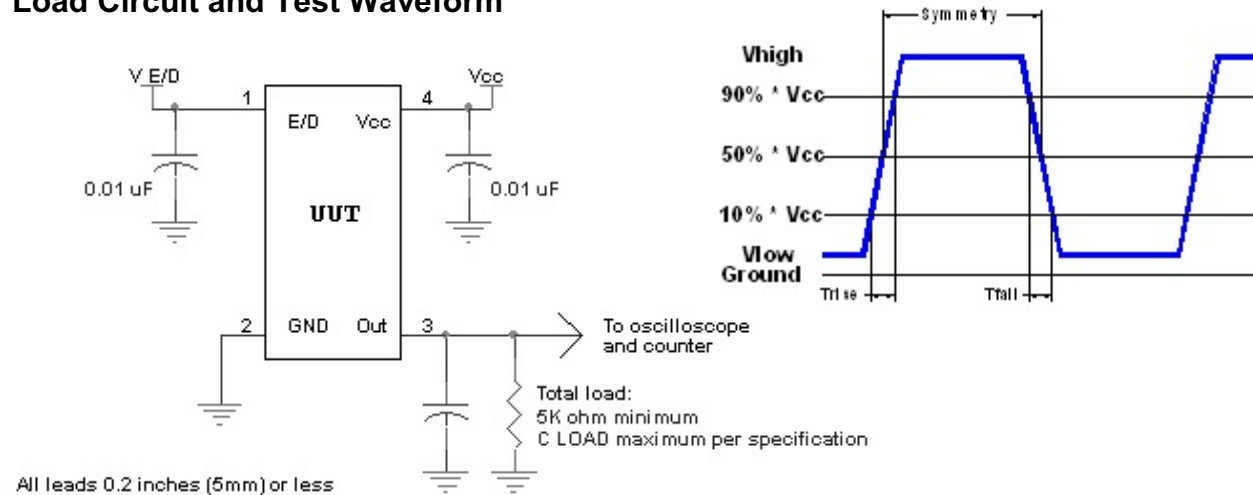 Load Circuit and Test Waveform
V E/D
Vcc
1
4
E/D
Vcc
0.01 uF
0.01 uF
UUT
2
GND
Out
3
To oscilloscope
and counter
Total load:
5K ohm minimum
C LOAD maximum per specification
All leads 0.2 inches (5mm) or less
Symmetry
Vhigh
90% * Vcc
50% * Vcc
10% * Vcc
Vlow
Ground
Trise
Tfall